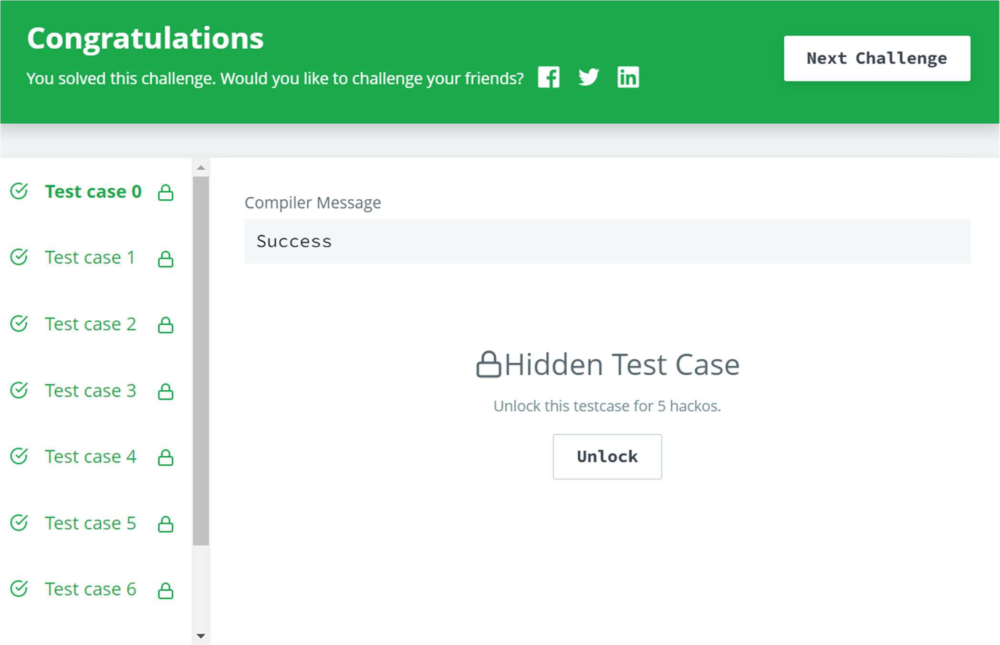 Congratulations
You solved this challenge. Would you like to challenge your friends?
Next Challenge
Test case 0
Test case 1
Test case 2
Test case 3
Test case 4
Test case 5
Test case 6
Compiler Message
Success
Hidden Test Case
Unlock this testcase for 5 hackos.
Unlock